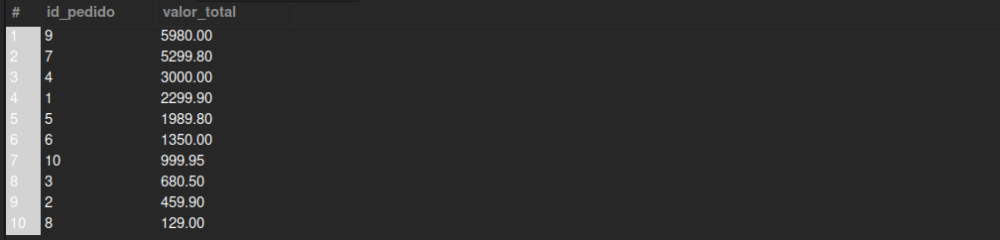 # id_pedido valor_total
1 9 5980.00
2 7 5299.80
3 4 3000.00
4 1 2299.90
5 5 1989.80
6 6 1350.00
7 10 999.95
8 3 680.50
9 2 459.90
10 8 129.00